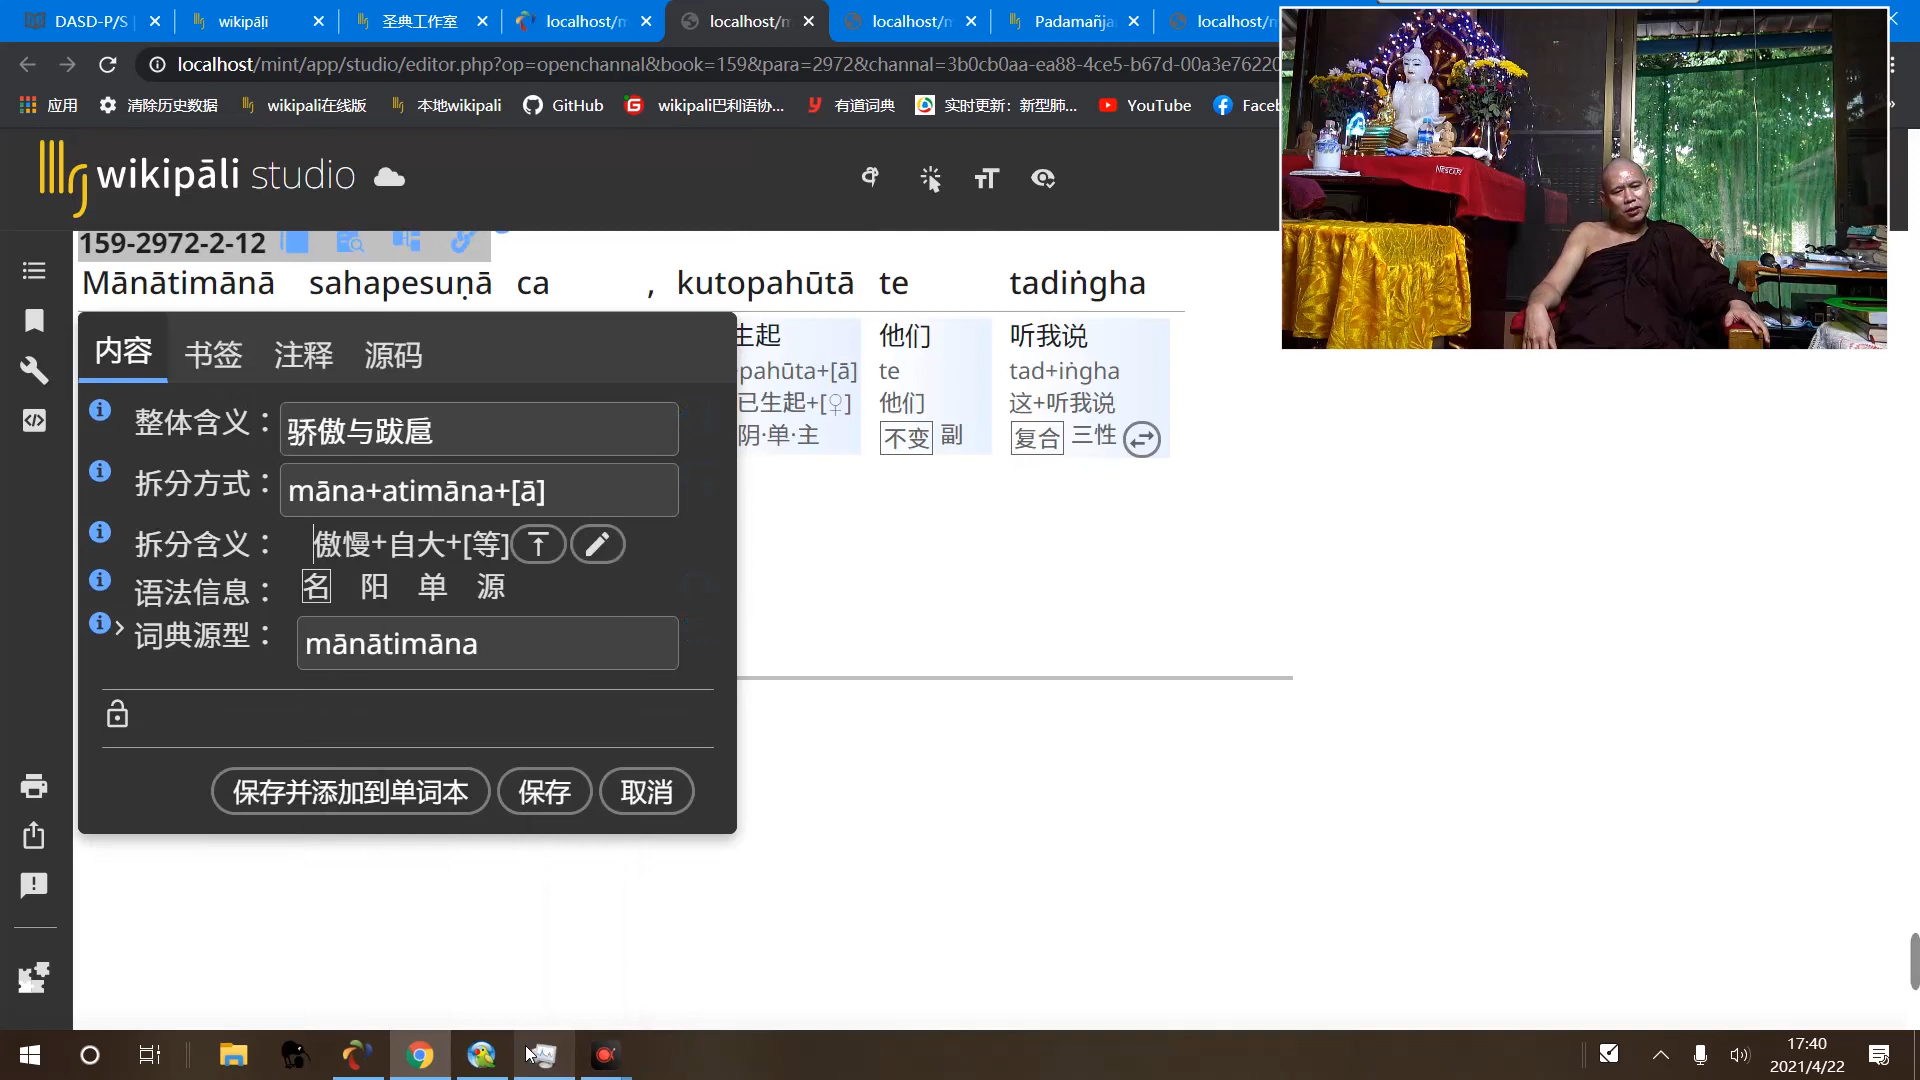 DASD-P/S
wikipāḷi
圣典工作室
localhost/m
localhost/m
localhost/m
Padamañja
localhost/m
localhost/mint/app/studio/editor.php?op=openchannal&book=159&para=2972&channal=3b0cb0aa-ea88-4ce5-b67d-00a3e76220
应用
清除历史数据
wikipali在线版
本地wikipali
GitHub
wikipali巴利语协...
有道词典
实时更新：新型肺...
YouTube
Faceb
wikipāli studio
NESCAFE
159-2972-2-12
Mānātimānā sahapesuṇā ca , kutopahūtā te tadiṅgha
内容 书签 注释 源码
生起 他们 听我说
pahūta+[ā] te tad+iṅgha
已生起+[♀] 他们 这+听我说
阴·单·主 不变 副 复合 三性
整体含义： 骄傲与跋扈
拆分方式： māna+atimāna+[ā]
拆分含义： 傲慢+自大+[等]
语法信息： 名 阳 单 源
词典源型： mānātimāna
保存并添加到单词本 保存 取消
17:40
2021/4/22